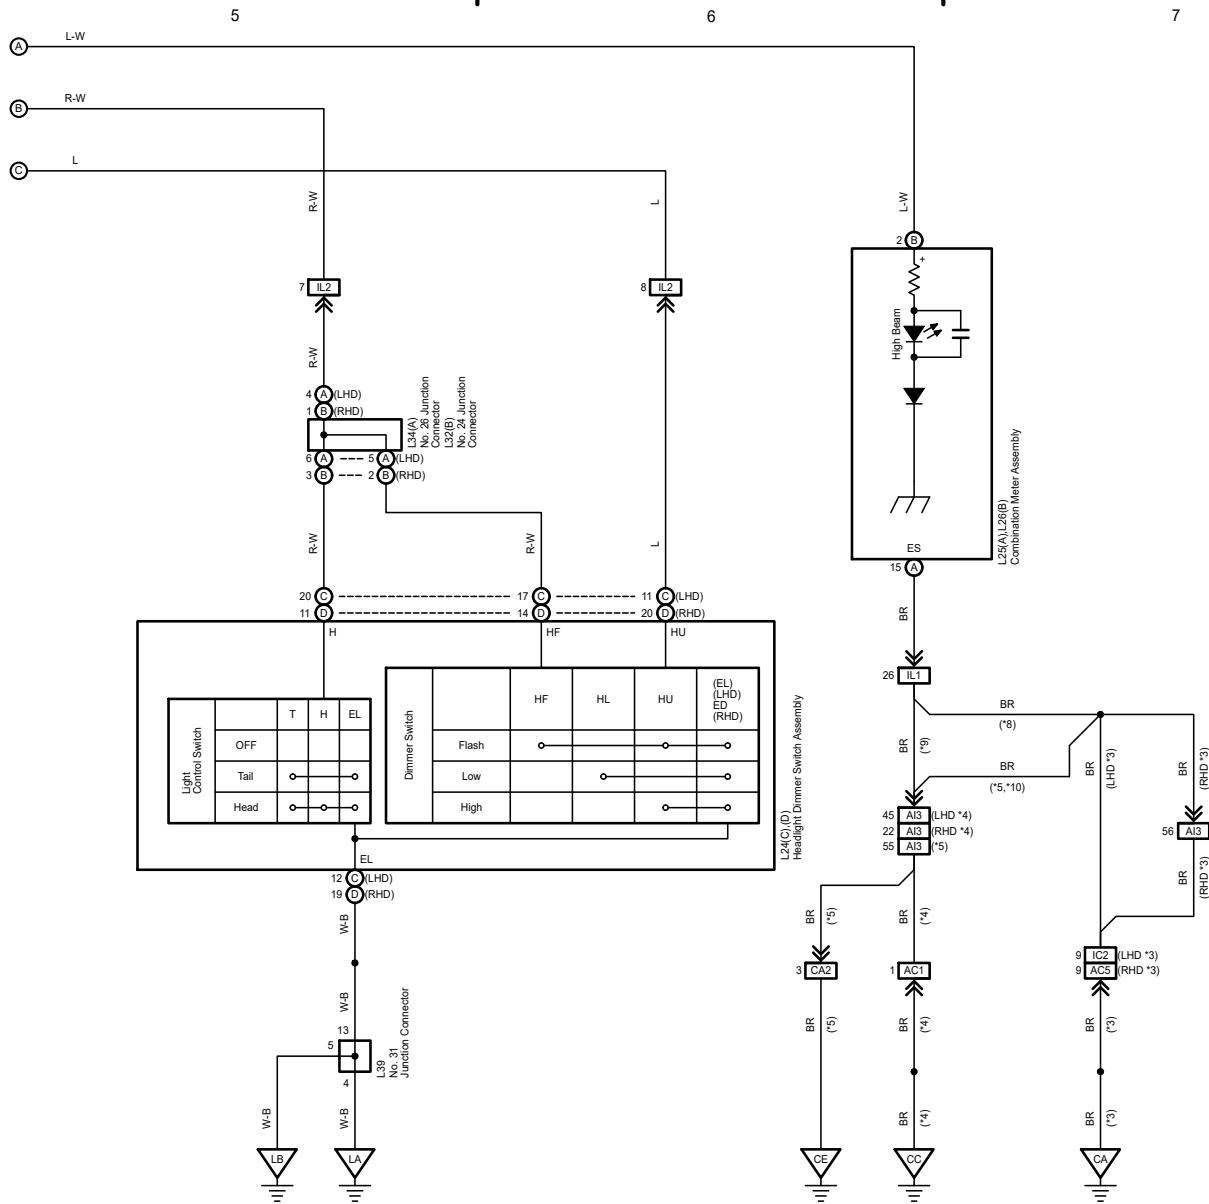 5
6
7
A
L-W
B
R-W
C
L
R-W
L
L-W
2 B
+
7 IL2
8 IL2
High Beam
R-W
4 A (LHD)
1 B (RHD)
L34(A)
No. 26 Junction
Connector
L32(B)
No. 24 Junction
Connector
6 A 5 A (LHD)
3 B 2 B (RHD)
L25(A),L26(B)
Combination Meter Assembly
R-W
R-W
L
ES
15 A
20 C 17 C 11 C (LHD)
11 D 14 D 20 D (RHD)
H
HF
HU
BR
26 IL1
Light
Control Switch
T H EL
OFF
Tail
Head
Dimmer Switch
HF HL HU
(EL)
(LHD)
ED
(RHD)
Flash
Low
High
L24(C),(D)
Headlight Dimmer Switch Assembly
EL
BR
(*8)
BR
(*9)
BR
(*5,*10)
BR
(LHD *3)
BR
(RHD *3)
45 AI3 (LHD *4)
22 AI3 (RHD *4)
55 AI3 (*5)
56 AI3
12 C (LHD)
19 D (RHD)
BR
(RHD *3)
W-B
BR
(*5)
BR
(*4)
9 IC2 (LHD *3)
9 AC5 (RHD *3)
3 CA2
1 AC1
W-B
BR
(*5)
BR
(*4)
BR
(*3)
13
5
4
L39
No. 31
Junction Connector
W-B
W-B
BR
(*4)
BR
(*3)
LB
LA
CE
CC
CA